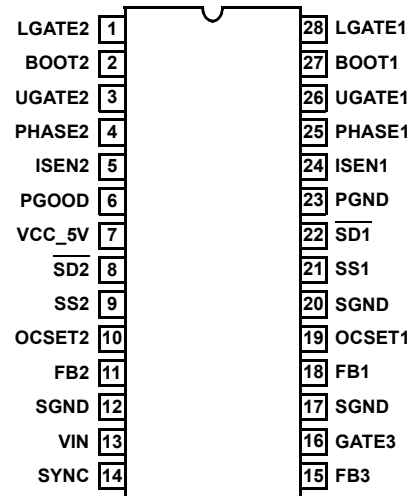 LGATE2 1 28 LGATE1
BOOT2 2 27 BOOT1
UGATE2 3 26 UGATE1
PHASE2 4 25 PHASE1
ISEN2 5 24 ISEN1
PGOOD 6 23 PGND
VCC_5V 7 22 SD1
SD2 8 21 SS1
SS2 9 20 SGND
OCSET2 10 19 OCSET1
FB2 11 18 FB1
SGND 12 17 SGND
VIN 13 16 GATE3
SYNC 14 15 FB3